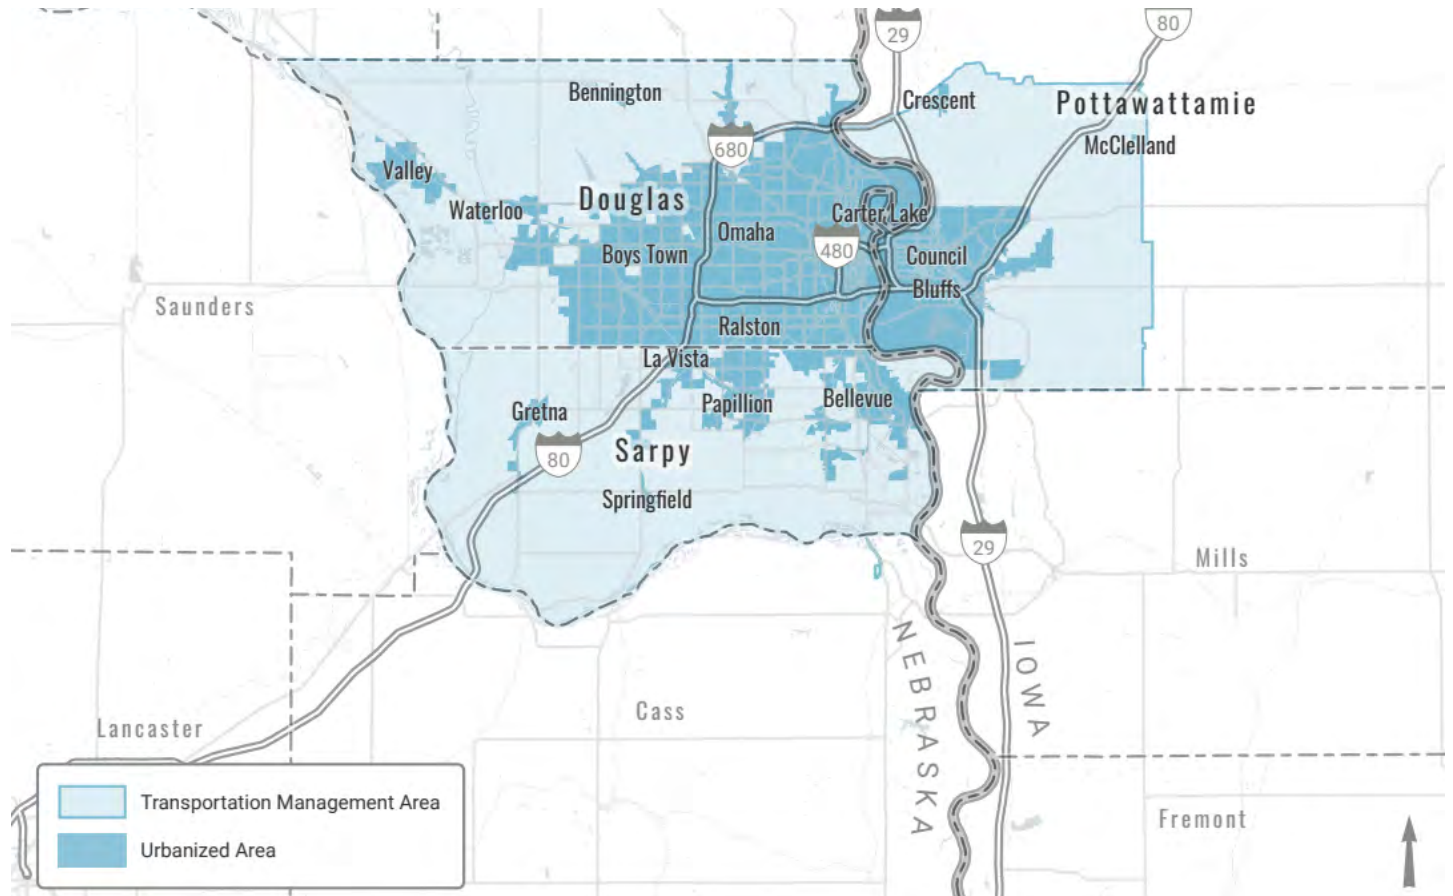 29
80
Bennington
Crescent
Pottawattamie
680
McClelland
Valley
Douglas
Waterloo
Carter Lake
Omaha
480
Boys Town
Council
Bluffs
Saunders
Ralston
La Vista
Papillion
Bellevue
Gretna
Sarpy
80
Springfield
29
Mills
NEBRASKA
IOWA
Cass
Lancaster
Transportation Management Area
Urbanized Area
Fremont